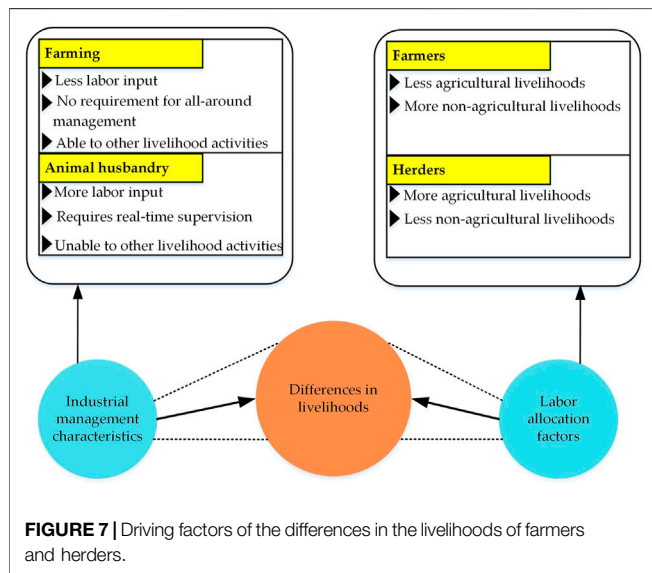 Farming
Less labor input
No requirement for all-around
management
Able to other livelihood activities
Animal husbandry
More labor input
Requires real-time supervision
Unable to other livelihood activities
Farmers
Less agricultural livelihoods
More non-agricultural livelihoods
Herders
More agricultural livelihoods
Less non-agricultural livelihoods
Industrial
management
characteristics
Differences in
livelihoods
Labor
allocation
factors
FIGURE 7 | Driving factors of the differences in the livelihoods of farmers
and herders.